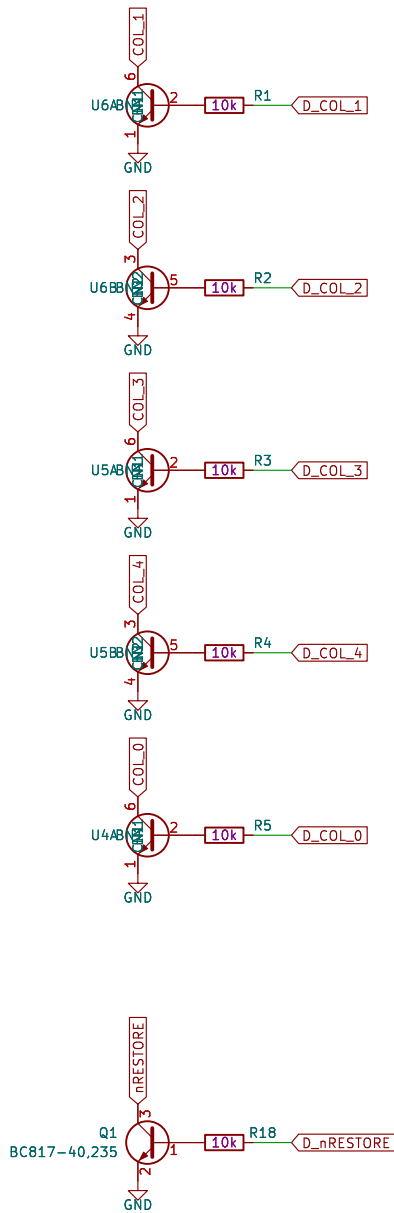 COL_1
6
U6A
2
10k
R1
D_COL_1
1
GND
COL_2
3
U6B
5
10k
R2
D_COL_2
4
GND
COL_3
6
U5A
2
10k
R3
D_COL_3
1
GND
COL_4
3
U5B
5
10k
R4
D_COL_4
4
GND
COL_0
6
U4A
2
10k
R5
D_COL_0
1
GND
nRESTORE
3
Q1
BC817-40,235
1
10k
R18
D_nRESTORE
2
GND